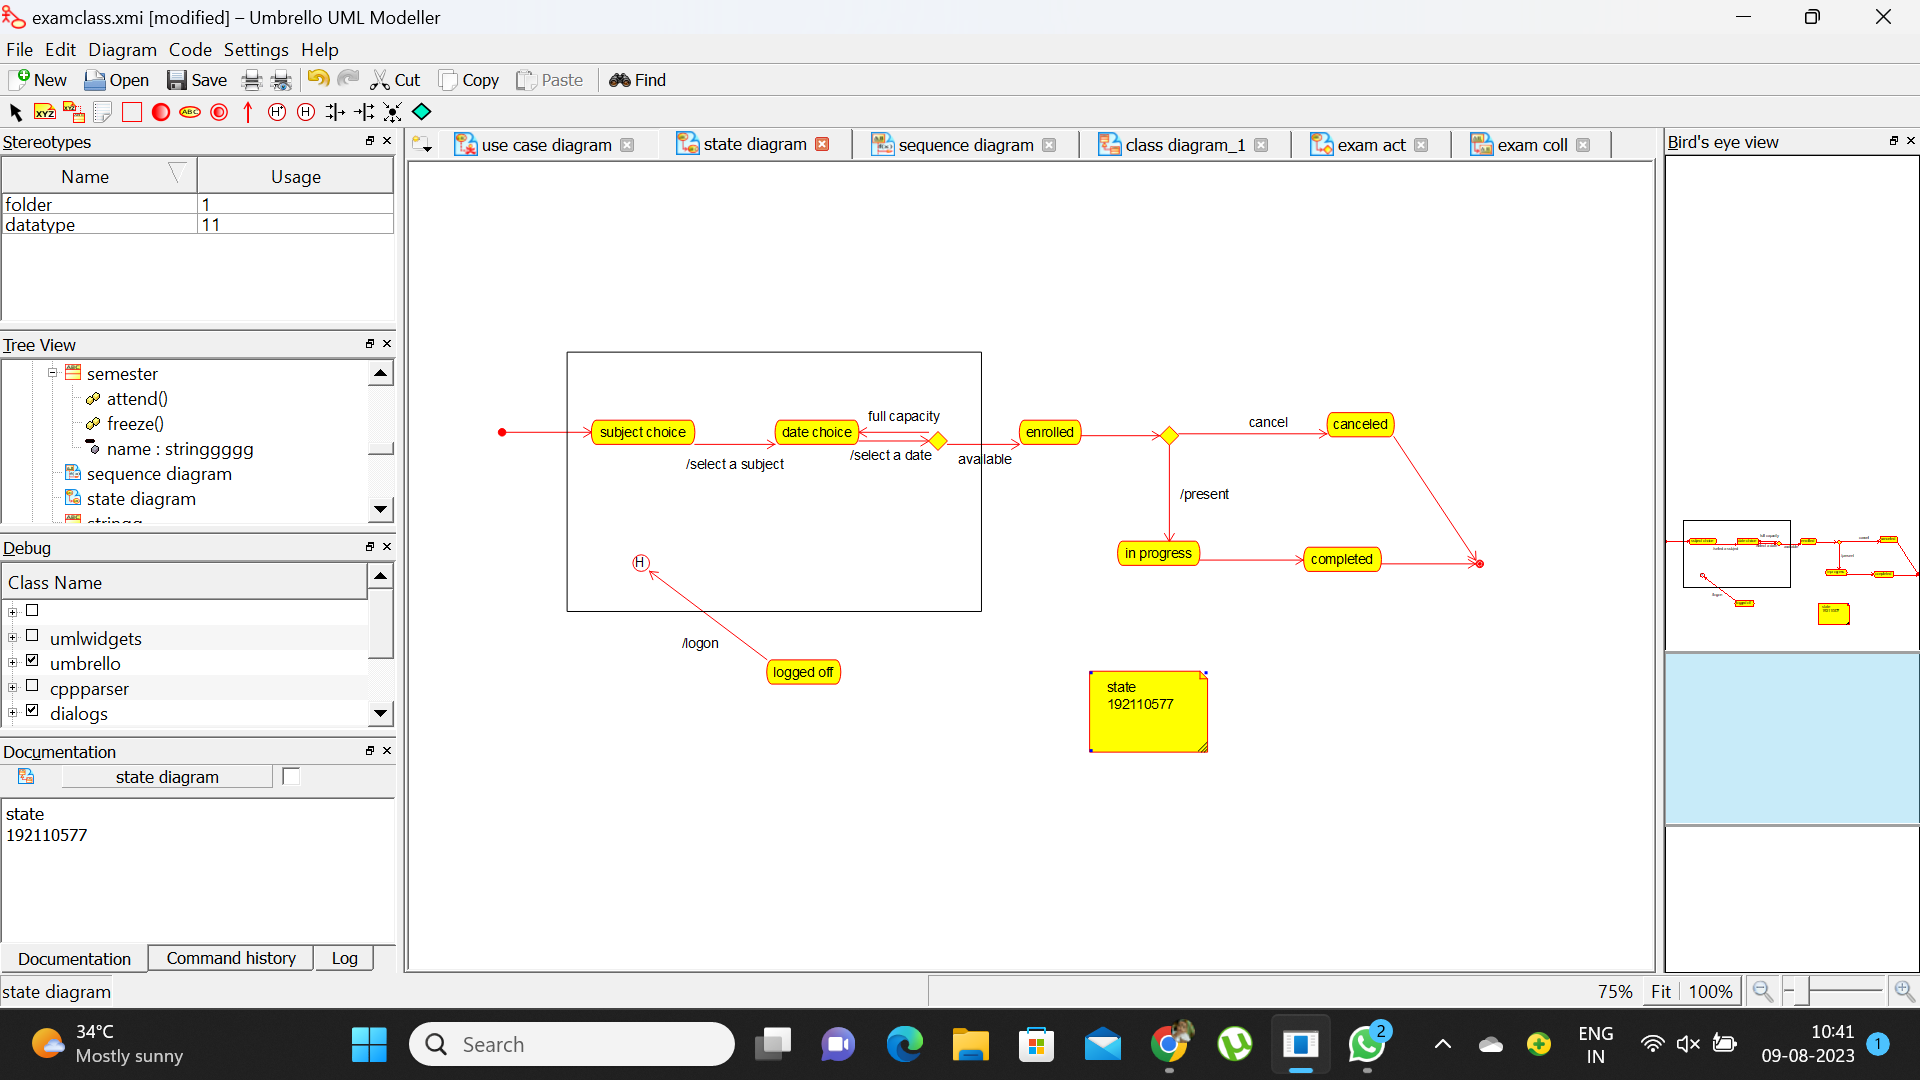 examclass.xmi [modified] – Umbrello UML Modeller
File Edit Diagram Code Settings Help
New Open Save Cut Copy Paste Find
XYZ XYZ ABC H* H
Stereotypes
Name Usage
folder 1
datatype 11
Tree View
semester
attend()
freeze()
name : stringgggg
sequence diagram
state diagram
stringg
Debug
Class Name
umlwidgets
umbrello
cppparser
dialogs
Documentation
state diagram
state
192110577
Documentation Command history Log
use case diagram state diagram sequence diagram class diagram_1 exam act exam coll
full capacity
subject choice date choice enrolled cancel canceled
/select a subject /select a date available
/present
H
in progress completed
/logon
logged off
state
192110577
Bird's eye view
state diagram
75% Fit 100%
34°C
Mostly sunny
Search
2
ENG
IN
10:41
09-08-2023
1